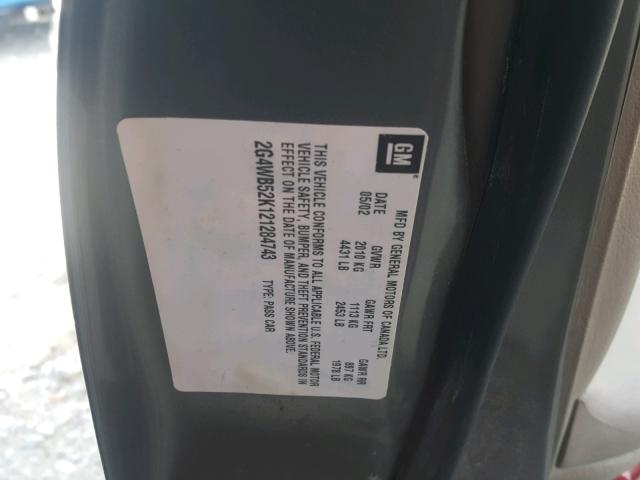 GM
MFD BY GENERAL MOTORS OF CANADA LTD.
DATE GVWR GAWR FRT GAWR RR
05/02 2010 KG 1113 KG 897 KG
4431 LB 2453 LB 1978 LB
THIS VEHICLE CONFORMS TO ALL APPLICABLE U.S. FEDERAL MOTOR
VEHICLE SAFETY, BUMPER, AND THEFT PREVENTION STANDARDS IN
EFFECT ON THE DATE OF MANUFACTURE SHOWN ABOVE.
2G4WB52K121284743 TYPE: PASS CAR